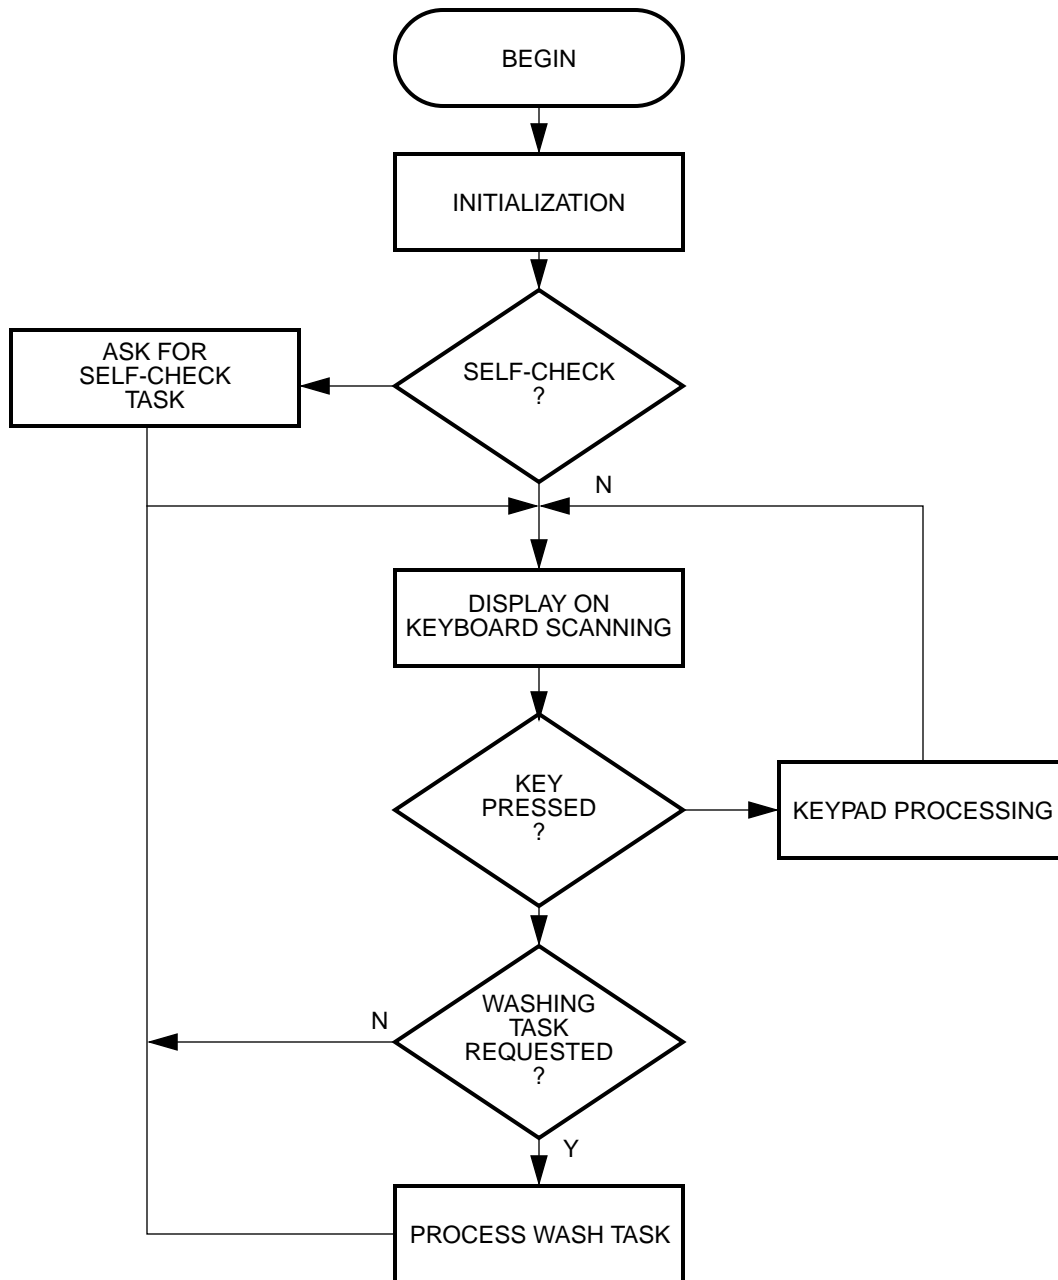 BEGIN
INITIALIZATION
ASK FOR
SELF-CHECK
TASK
SELF-CHECK
?
N
DISPLAY ON
KEYBOARD SCANNING
KEY
PRESSED
?
KEYPAD PROCESSING
N
WASHING
TASK
REQUESTED
?
Y
PROCESS WASH TASK